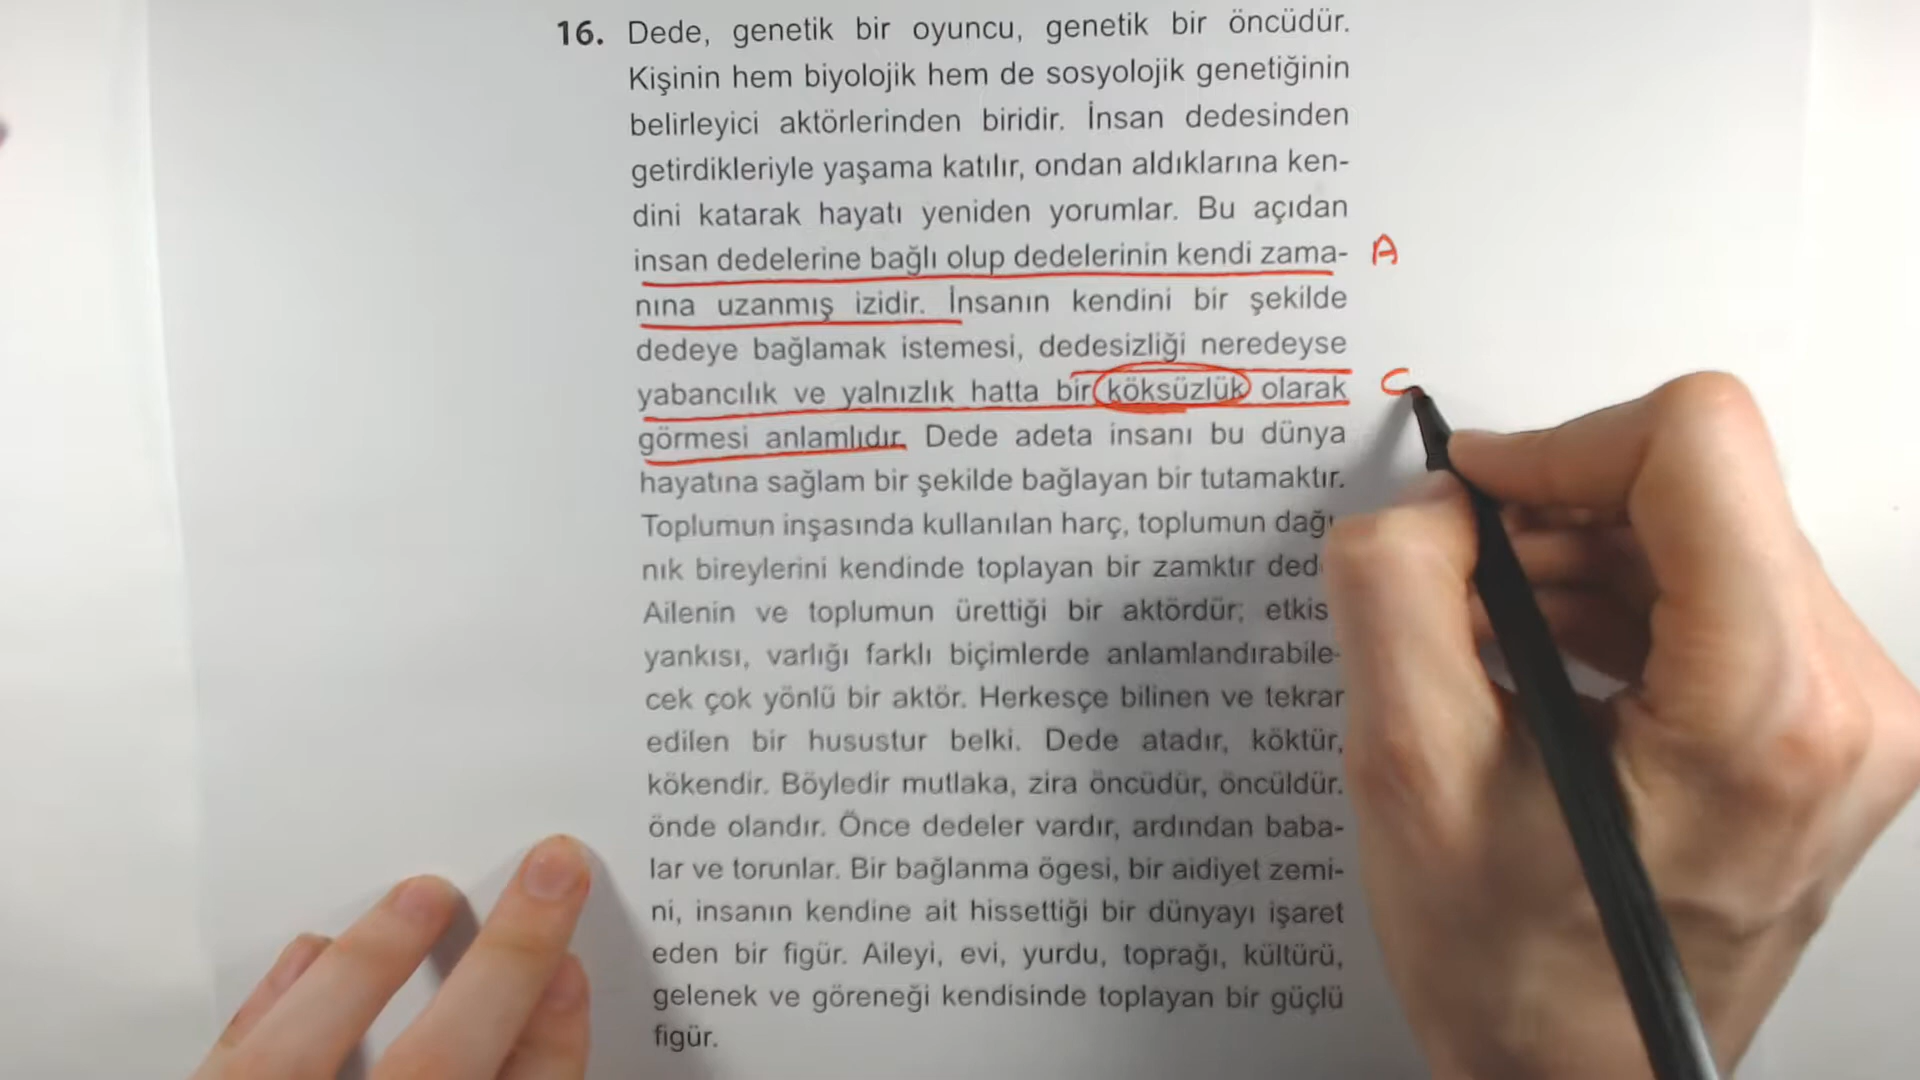 16. Dede, genetik bir oyuncu, genetik bir öncüdür.
Kişinin hem biyolojik hem de sosyolojik genetiğinin
belirleyici aktörlerinden biridir. İnsan dedesinden
getirdikleriyle yaşama katılır, ondan aldıklarına ken-
dini katarak hayatı yeniden yorumlar. Bu açıdan
insan dedelerine bağlı olup dedelerinin kendi zama- A
nına uzanmış izidir. İnsanın kendini bir şekilde
dedeye bağlamak istemesi, dedesizliği neredeyse
yabancılık ve yalnızlık hatta bir köksüzlük olarak C
görmesi anlamlıdır. Dede adeta insanı bu dünya
hayatına sağlam bir şekilde bağlayan bir tutamaktır.
Toplumun inşasında kullanılan harç, toplumun dağı
nık bireylerini kendinde toplayan bir zamktır ded
Ailenin ve toplumun ürettiği bir aktördür; etkis
yankısı, varlığı farklı biçimlerde anlamlandırabile-
cek çok yönlü bir aktör. Herkesçe bilinen ve tekrar
edilen bir husustur belki. Dede atadır, köktür,
kökendir. Böyledir mutlaka, zira öncüdür, öncüldür.
önde olandır. Önce dedeler vardır, ardından baba-
lar ve torunlar. Bir bağlanma ögesi, bir aidiyet zemi-
ni, insanın kendine ait hissettiği bir dünyayı işaret
eden bir figür. Aileyi, evi, yurdu, toprağı, kültürü,
gelenek ve göreneği kendisinde toplayan bir güçlü
figür.